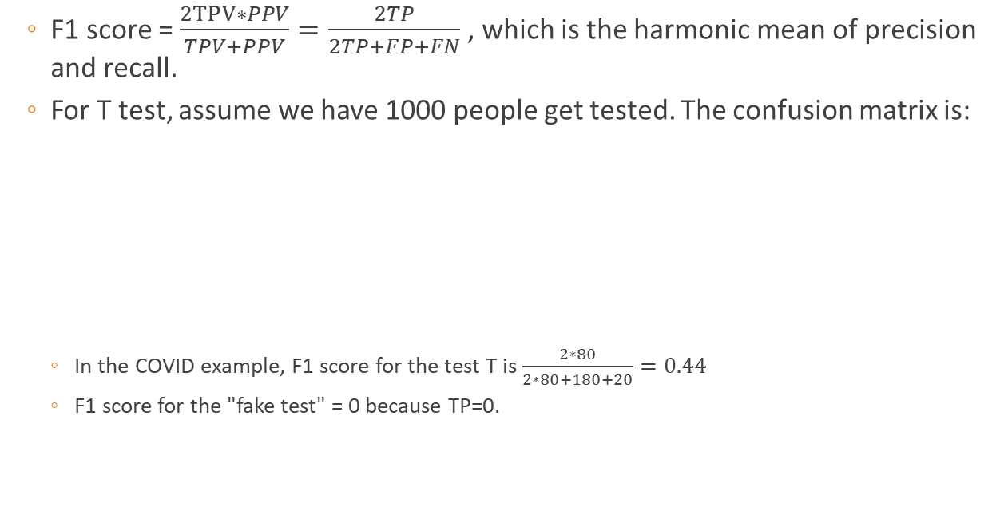 ◦ F1 score = \frac{2TPV*PPV}{TPV+PPV} = \frac{2TP}{2TP+FP+FN} , which is the harmonic mean of precision
and recall.
◦ For T test, assume we have 1000 people get tested. The confusion matrix is:
◦ In the COVID example, F1 score for the test T is \frac{2*80}{2*80+180+20} = 0.44
◦ F1 score for the "fake test" = 0 because TP=0.